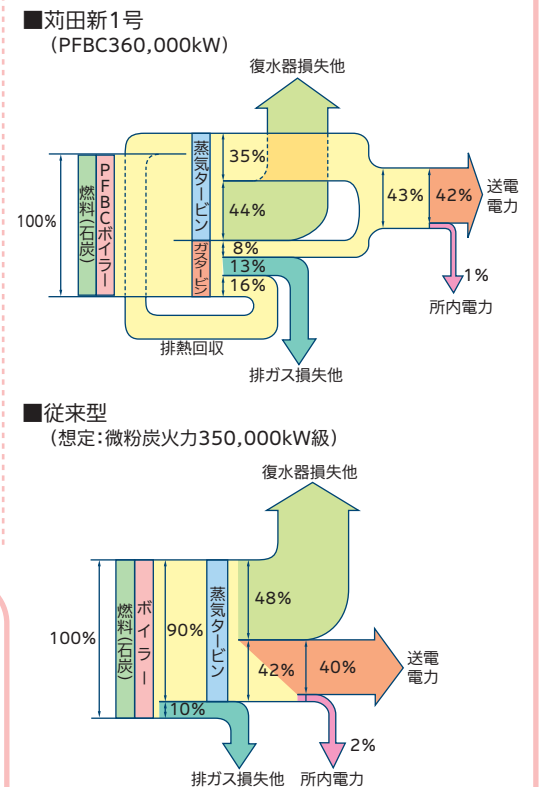 ■苅田新1号
(PFBC360,000kW)
復水器損失他
100%
燃料(石炭)
PFBCボイラー
蒸気タービン
ガスタービン
35%
44%
8%
13%
16%
43%
42%
送電
電力
1%
所内電力
排熱回収
排ガス損失他
■従来型
(想定:微粉炭火力350,000kW級)
復水器損失他
100%
燃料(石炭)
ボイラー
90%
10%
蒸気タービン
48%
42%
40%
送電
電力
2%
排ガス損失他
所内電力